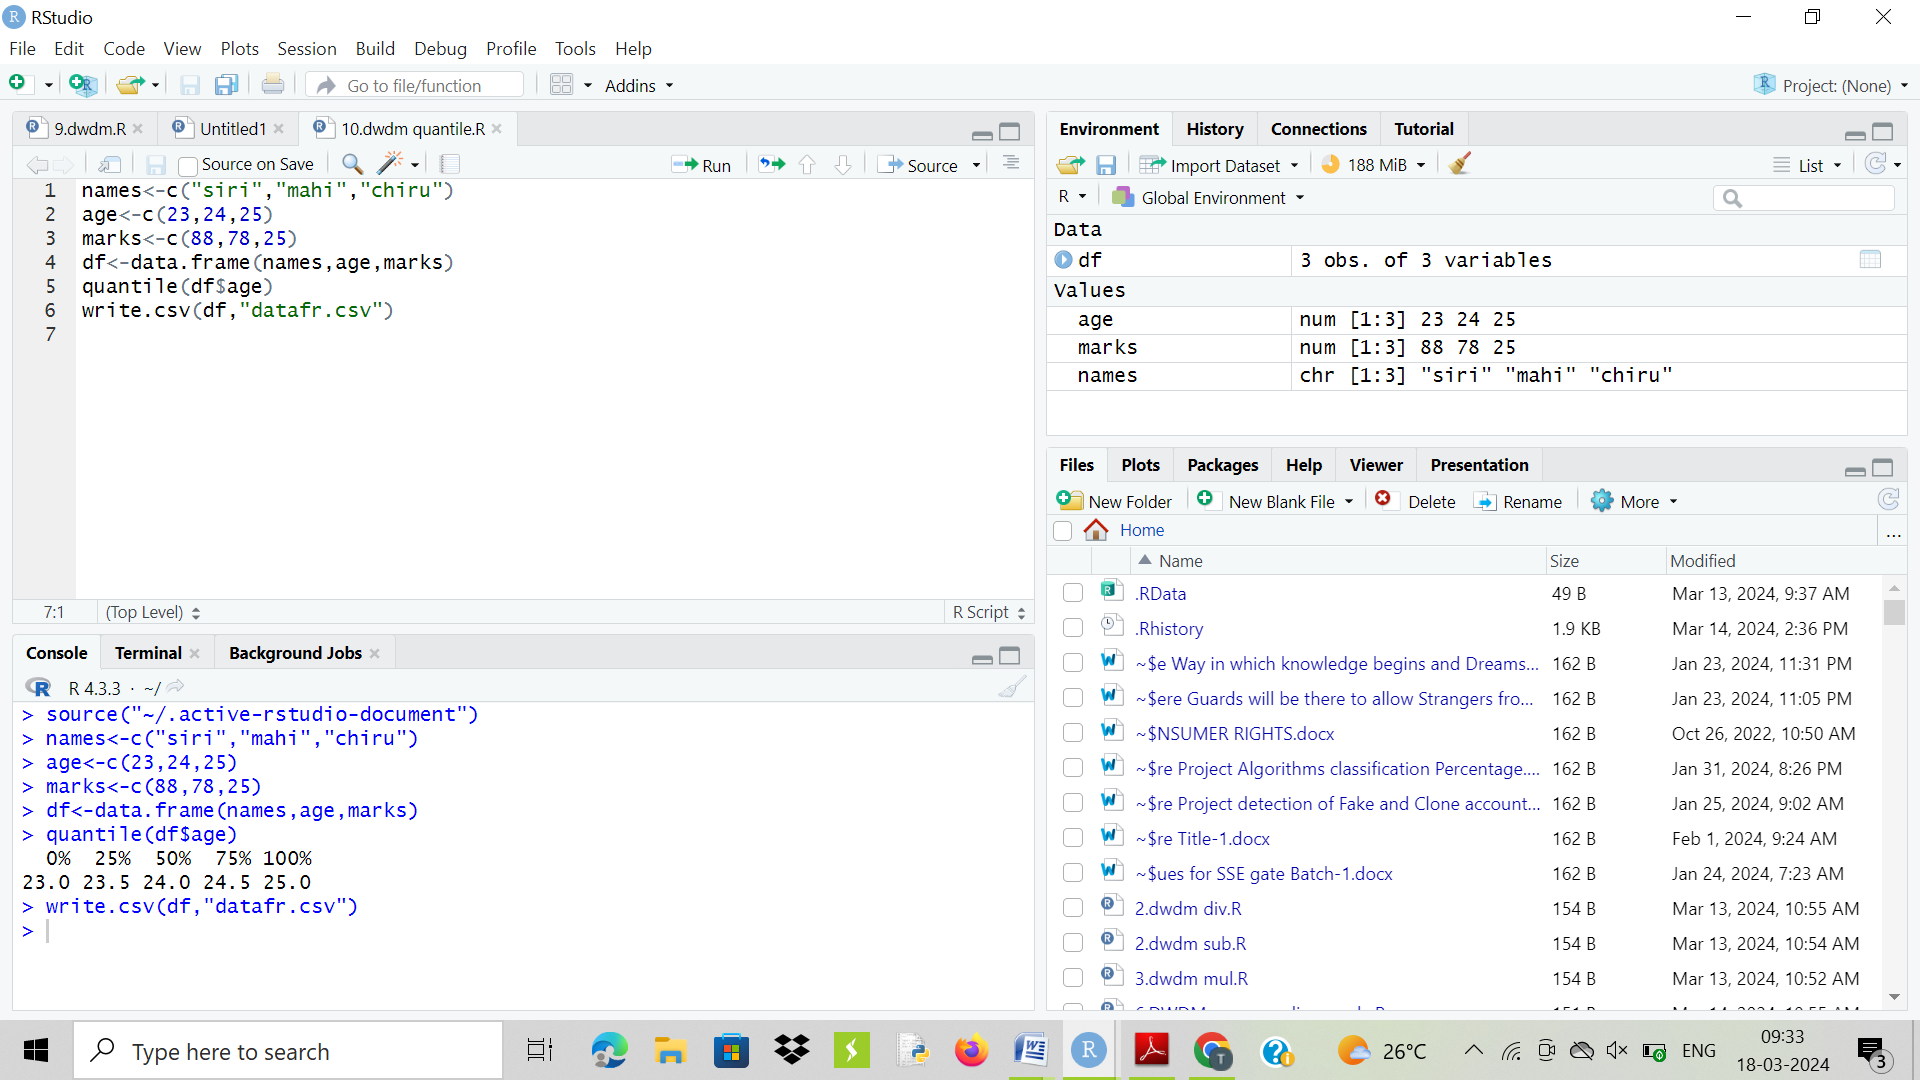 RStudio
File Edit Code View Plots Session Build Debug Profile Tools Help
Go to file/function Addins Project: (None)
9.dwdm.R Untitled1 10.dwdm quantile.R
Source on Save Run Source
1 names<-c("siri","mahi","chiru")
2 age<-c(23,24,25)
3 marks<-c(88,78,25)
4 df<-data.frame(names,age,marks)
5 quantile(df$age)
6 write.csv(df,"datafr.csv")
7
7:1 (Top Level) R Script
Console Terminal Background Jobs
R 4.3.3 · ~/
> source("~/.active-rstudio-document")
> names<-c("siri","mahi","chiru")
> age<-c(23,24,25)
> marks<-c(88,78,25)
> df<-data.frame(names,age,marks)
> quantile(df$age)
0% 25% 50% 75% 100%
23.0 23.5 24.0 24.5 25.0
> write.csv(df,"datafr.csv")
>
Environment History Connections Tutorial
Import Dataset 188 MiB List
R Global Environment
Data
df 3 obs. of 3 variables
Values
age num [1:3] 23 24 25
marks num [1:3] 88 78 25
names chr [1:3] "siri" "mahi" "chiru"
Files Plots Packages Help Viewer Presentation
New Folder New Blank File Delete Rename More
Home ...
Name Size Modified
.RData 49 B Mar 13, 2024, 9:37 AM
.Rhistory 1.9 KB Mar 14, 2024, 2:36 PM
~$e Way in which knowledge begins and Dreams... 162 B Jan 23, 2024, 11:31 PM
~$ere Guards will be there to allow Strangers fro... 162 B Jan 23, 2024, 11:05 PM
~$NSUMER RIGHTS.docx 162 B Oct 26, 2022, 10:50 AM
~$re Project Algorithms classification Percentage.... 162 B Jan 31, 2024, 8:26 PM
~$re Project detection of Fake and Clone account... 162 B Jan 25, 2024, 9:02 AM
~$re Title-1.docx 162 B Feb 1, 2024, 9:24 AM
~$ues for SSE gate Batch-1.docx 162 B Jan 24, 2024, 7:23 AM
2.dwdm div.R 154 B Mar 13, 2024, 10:55 AM
2.dwdm sub.R 154 B Mar 13, 2024, 10:54 AM
3.dwdm mul.R 154 B Mar 13, 2024, 10:52 AM
Type here to search 26°C ENG 09:33
18-03-2024 3